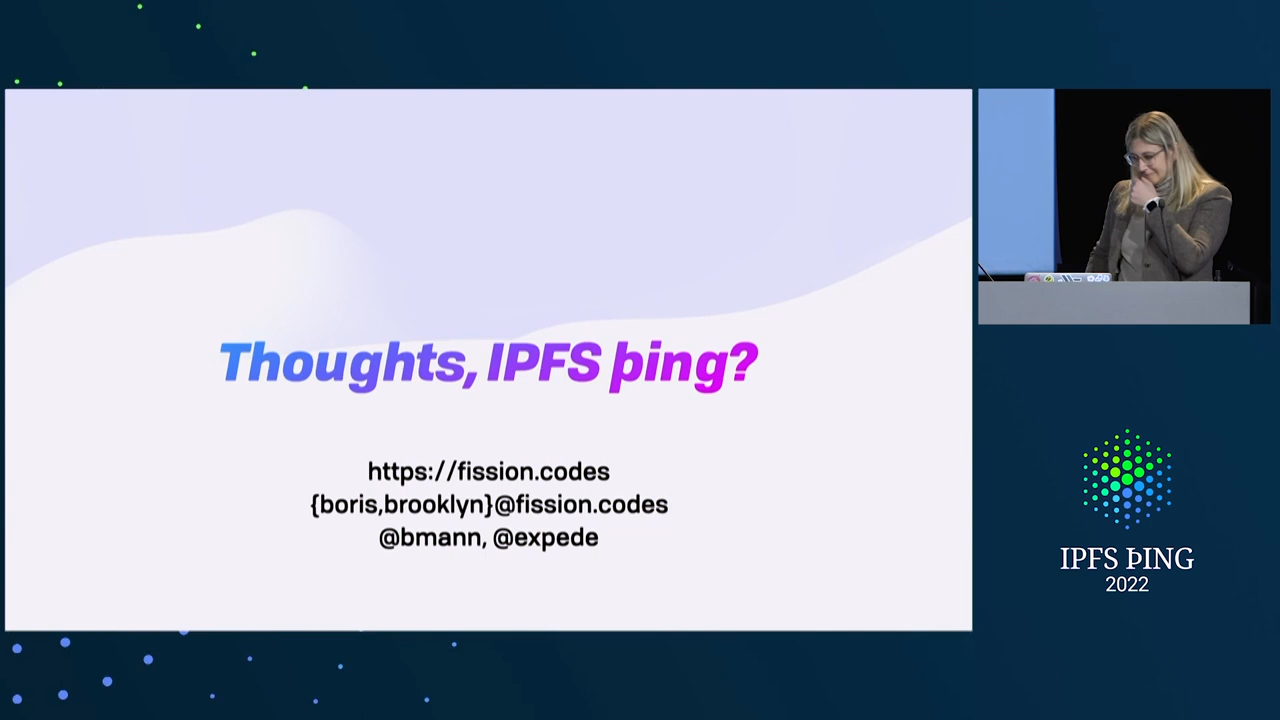 Thoughts, IPFS þing?
https://fission.codes
{boris,brooklyn}@fission.codes
@bmann, @expede
IPFS ÞING
2022